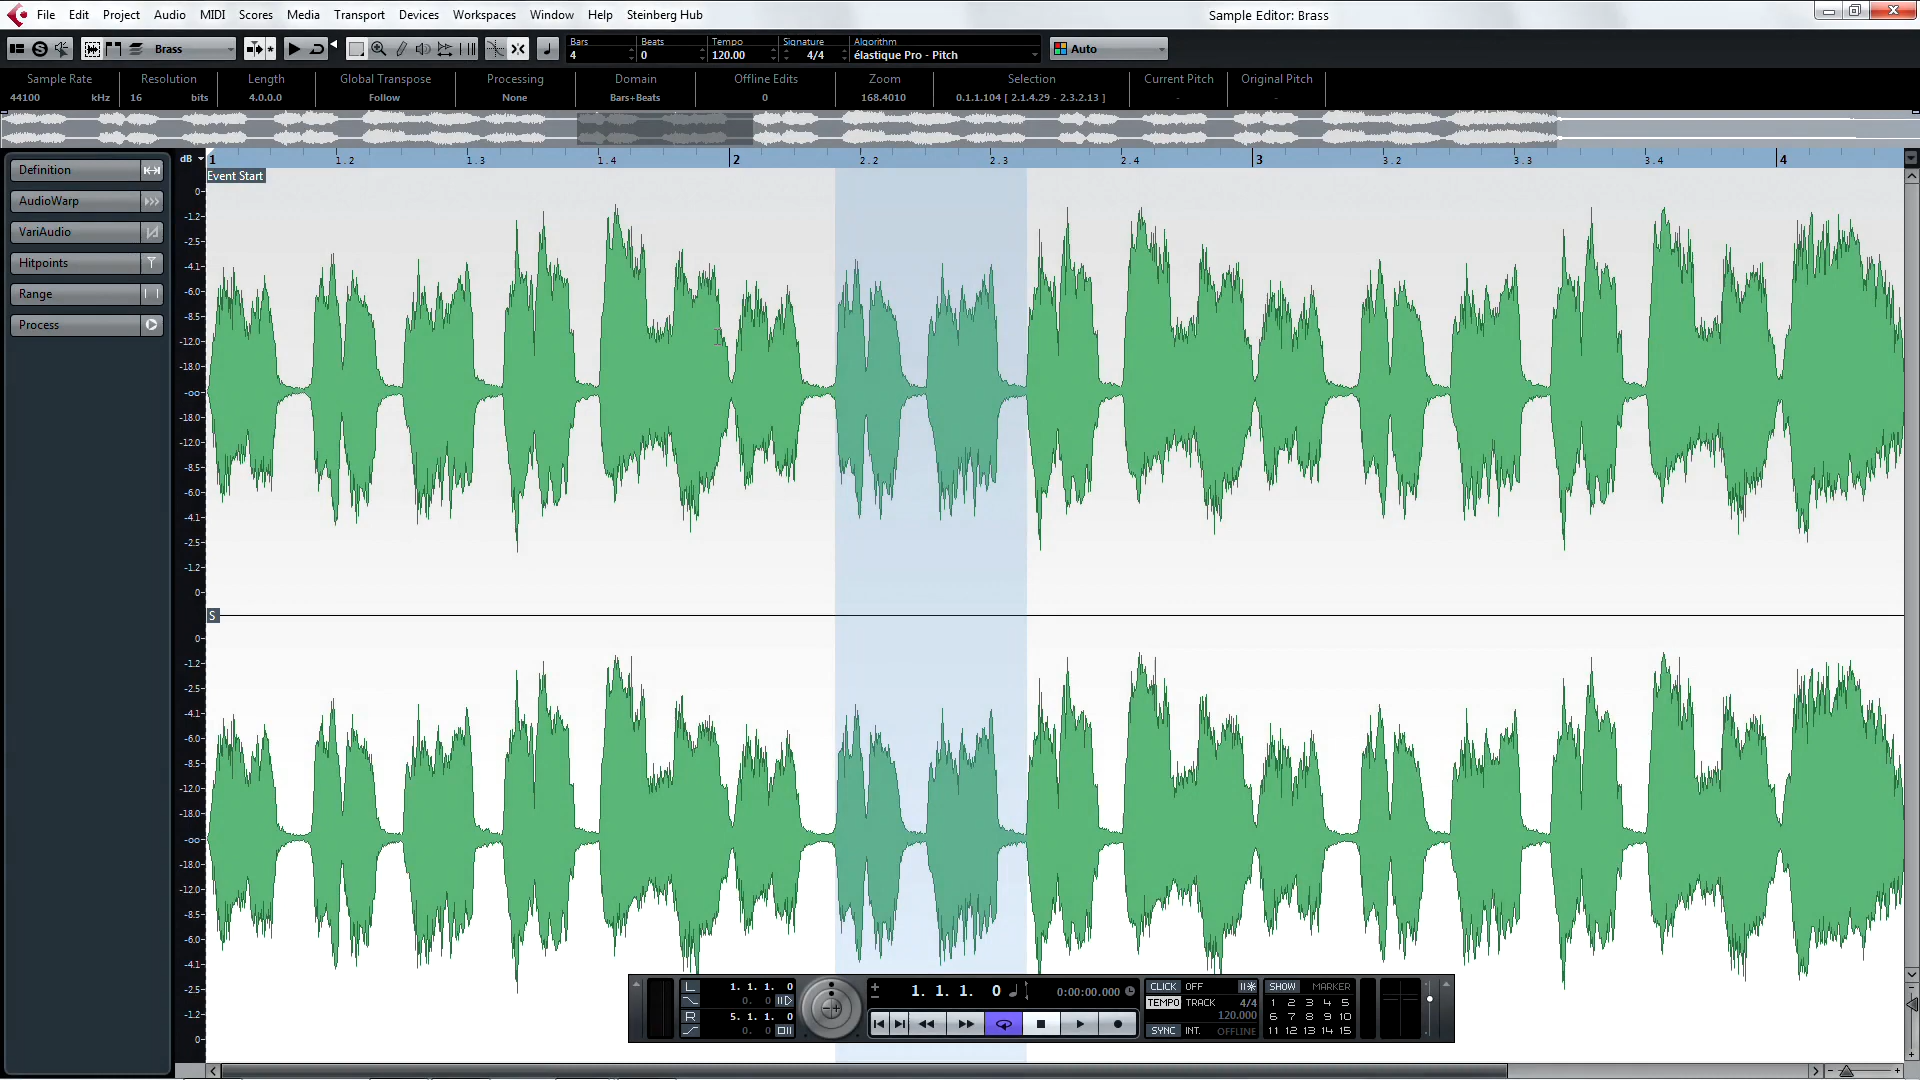 File Edit Project Audio MIDI Scores Media Transport Devices Workspaces Window Help Steinberg Hub
Sample Editor: Brass
Brass
Bars 4
Beats 0
Tempo 120.00
Signature 4/4
Algorithm élastique Pro - Pitch
Auto
Sample Rate Resolution Length Global Transpose Processing Domain Offline Edits Zoom Selection Current Pitch Original Pitch
44100 kHz 16 bits 4.0.0.0 Follow None Bars+Beats 0 168.4010 0.1.1.104 [ 2.1.4.29 - 2.3.2.13 ] - -
dB 1 1.2 1.3 1.4 2 2.2 2.3 2.4 3 3.2 3.3 3.4 4
Event Start
Definition
AudioWarp
VariAudio
Hitpoints
Range
Process
0
-1.2
-2.5
-4.1
-6.0
-8.5
-12.0
-18.0
-oo
-18.0
-12.0
-8.5
-6.0
-4.1
-2.5
-1.2
0
S
0
-1.2
-2.5
-4.1
-6.0
-8.5
-12.0
-18.0
-oo
-18.0
-12.0
-8.5
-6.0
-4.1
-2.5
-1.2
0
L 1. 1. 1. 0
0. 0
R 5. 1. 1. 0
0. 0
1. 1. 1. 0
0:00:00.000
CLICK OFF
TEMPO TRACK 4/4
120.000
SYNC INT. OFFLINE
SHOW MARKER
1 2 3 4 5
6 7 8 9 10
11 12 13 14 15